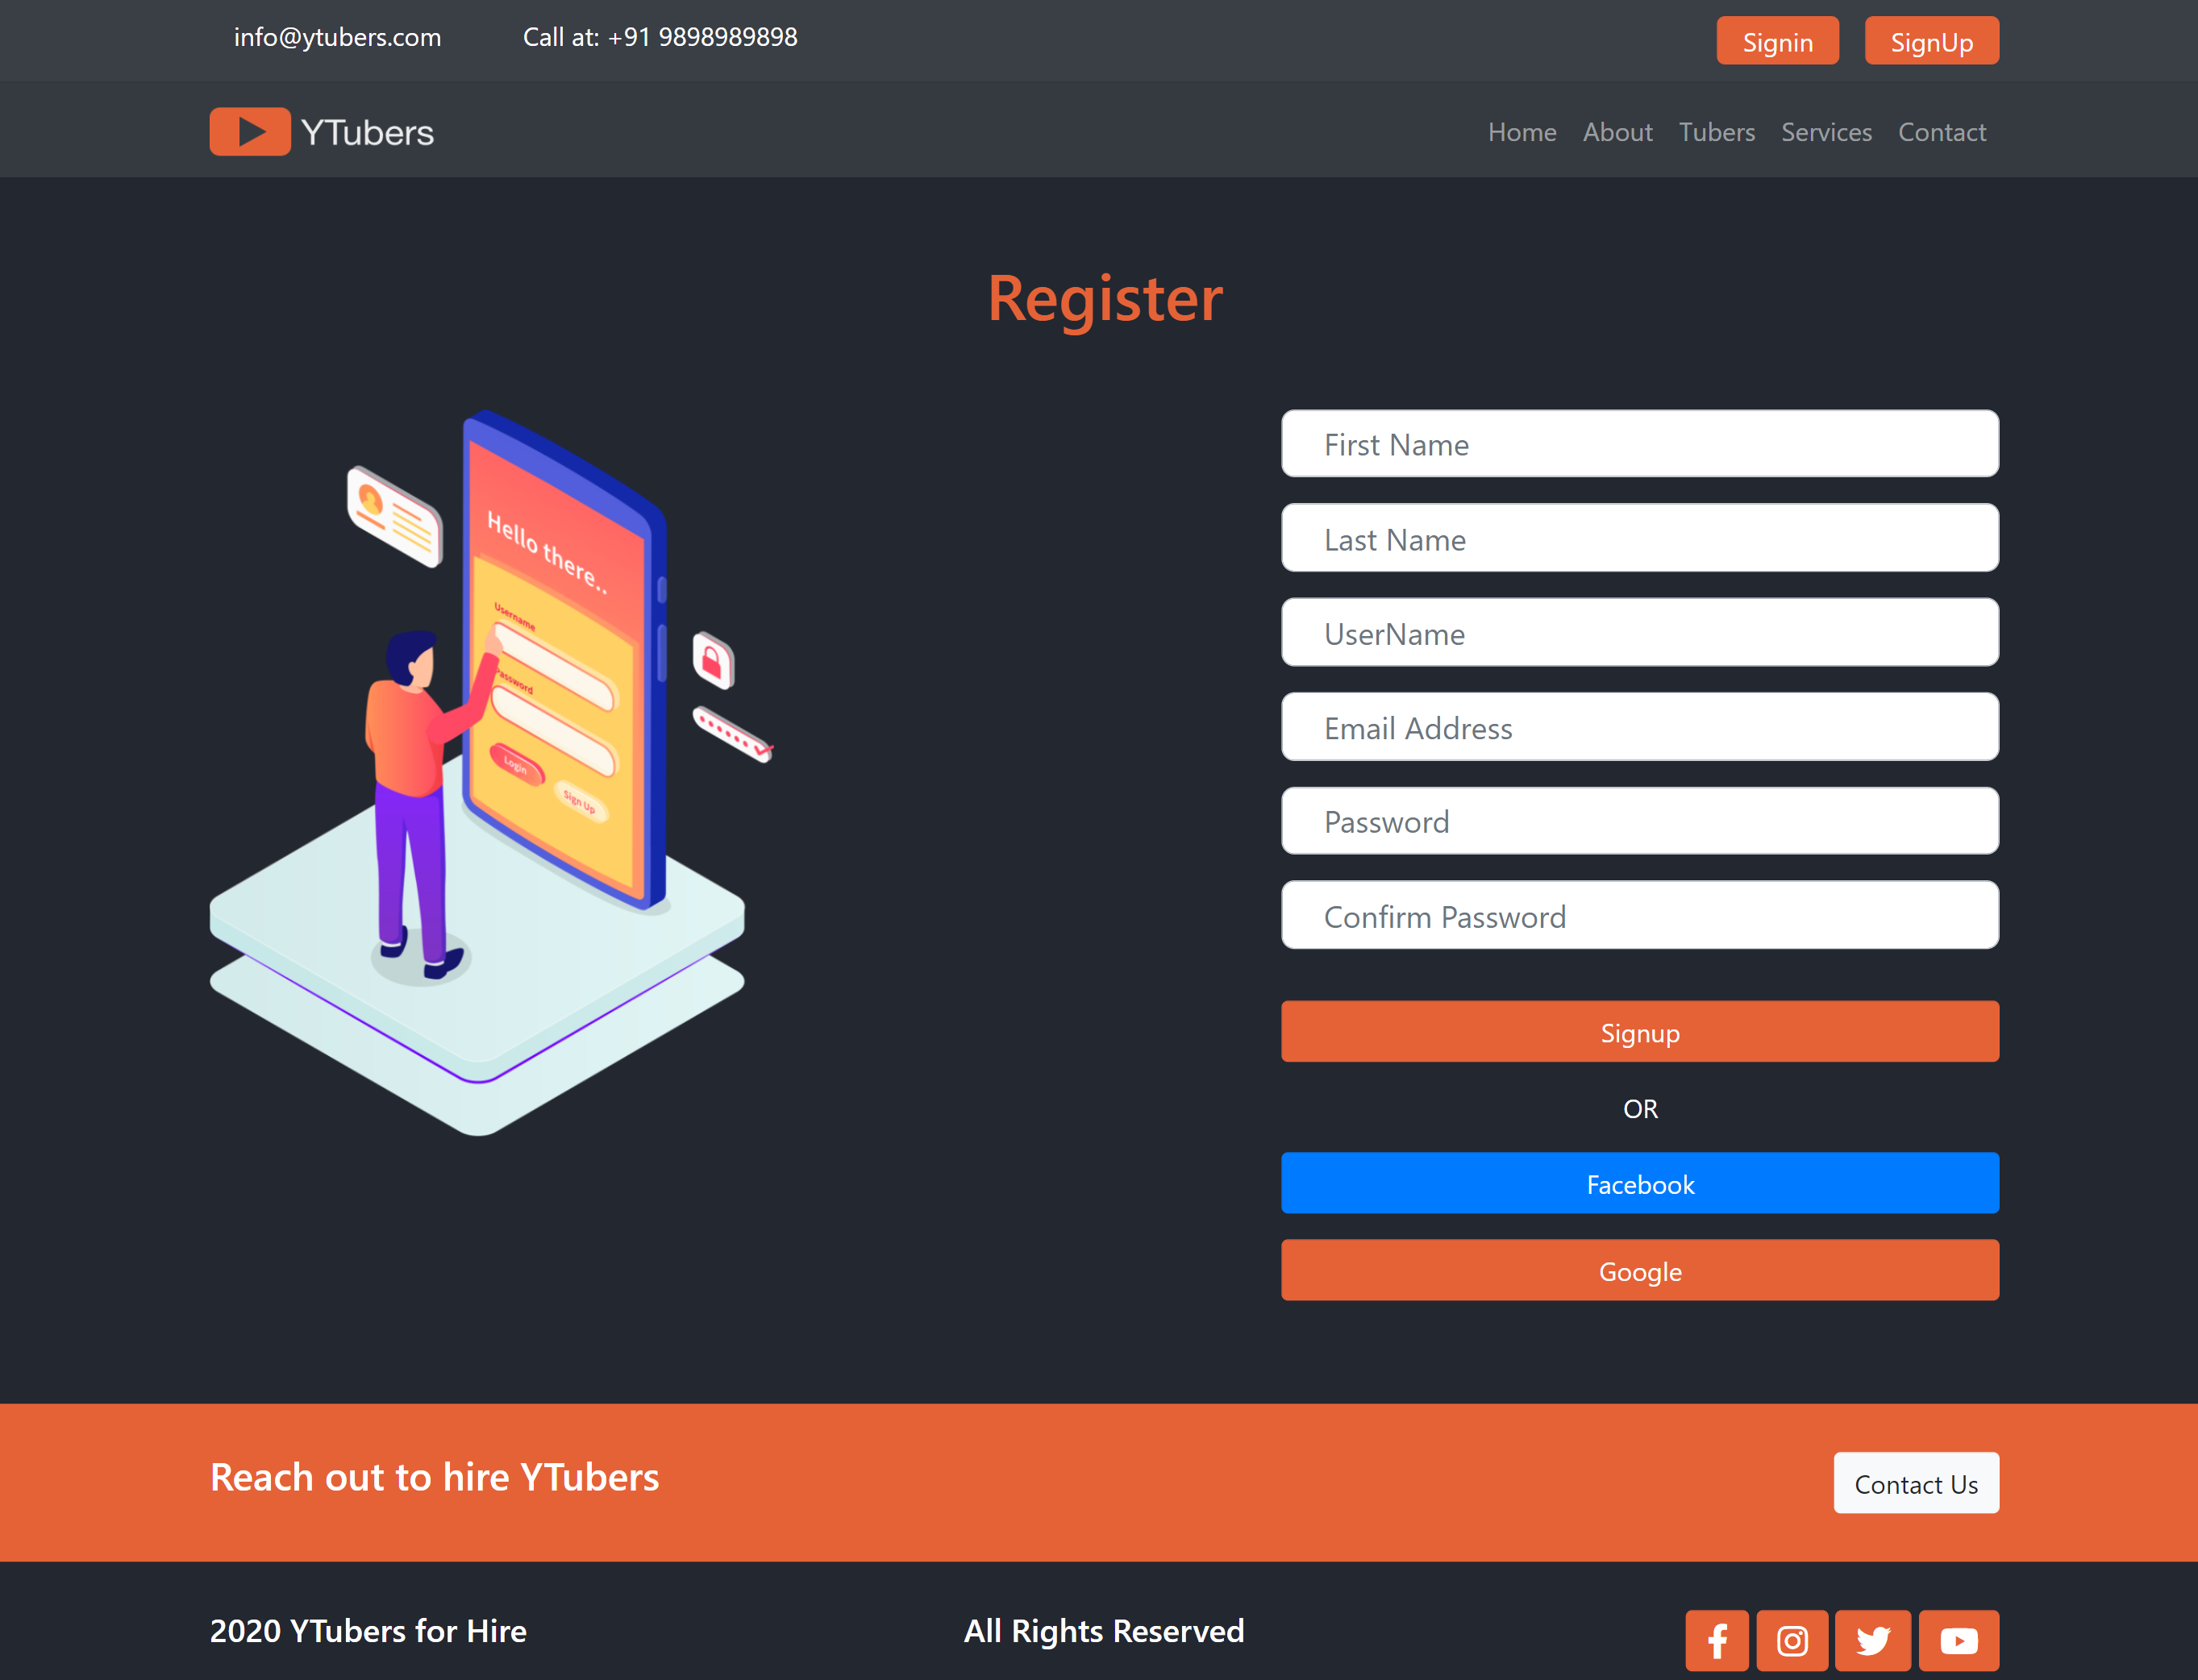 info@ytubers.com
Call at: +91 9898989898
Signin
SignUp
YTubers
Home
About
Tubers
Services
Contact
Register
Hello there..
Username
Password
Login
Sign Up
First Name
Last Name
UserName
Email Address
Password
Confirm Password
Signup
OR
Facebook
Google
Reach out to hire YTubers
Contact Us
2020 YTubers for Hire
All Rights Reserved